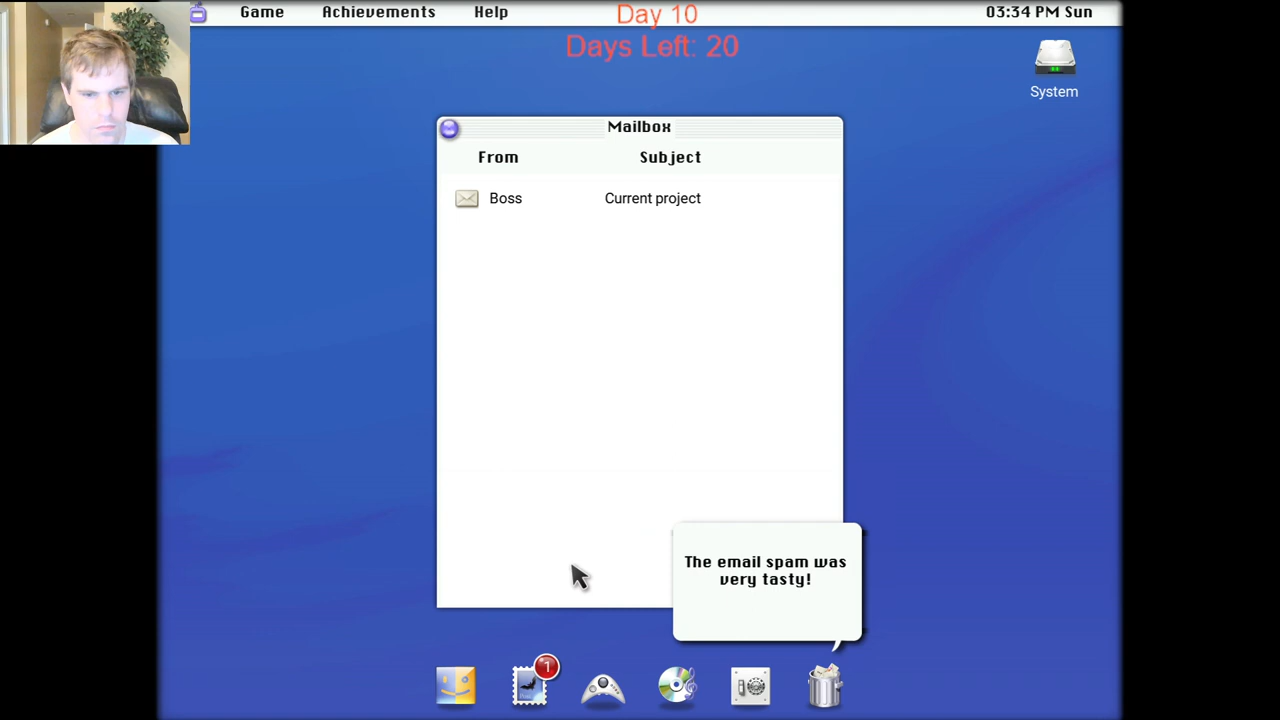 Game Achievements Help Day 10 03:34 PM Sun
Days Left: 20
System
Mailbox
From Subject
Boss Current project
The email spam was
very tasty!
1